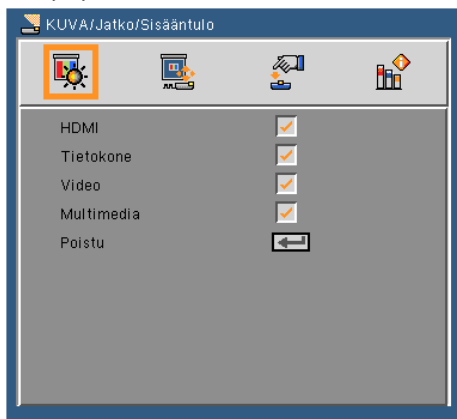 KUVA/Jatko/Sisääntulo
HDMI
Tietokone
Video
Multimedia
Poistu